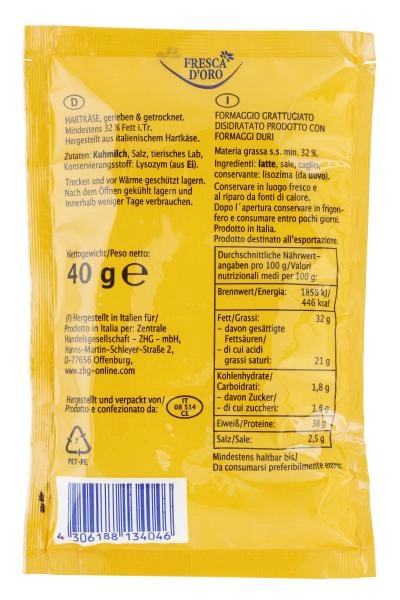 FRESCA
D'ORO
D
HARTKÄSE, gerieben & getrocknet.
Mindestens 32 % Fett i.Tr.
Hergestellt aus italienischem Hartkäse.
Zutaten: Kuhmilch, Salz, tierisches Lab,
Konservierungsstoff: Lysozym (aus Ei).
Trocken und vor Wärme geschützt lagern.
Nach dem Öffnen gekühlt lagern und
innerhalb weniger Tage verbrauchen.
Nettogewicht/Peso netto:
40 g ℮
(F) Hergestellt in Italien für/
Prodotto in Italia per: Zentrale
Handelsgesellschaft – ZHG – mbH,
Hanns-Martin-Schleyer-Straße 2,
D-77656 Offenburg,
www.zhg-online.com
Hergestellt und verpackt von/
Prodotto e confezionato da:
IT
08 514
CE
7
PET-PE
4 306188 134046
I
FORMAGGIO GRATTUGIATO
DISIDRATATO PRODOTTO CON
FORMAGGI DURI
Materia grassa s.s. min. 32 %
Ingredienti: latte, sale, caglio,
conservante: lisozima (da uovo).
Conservare in luogo fresco e
al riparo da fonti di calore.
Dopo l'apertura conservare in frigori-
fero e consumare entro pochi giorni.
Prodotto in Italia.
Prodotto destinato all'esportazione.
Durchschnittliche Nährwert-
angaben pro 100 g/Valori
nutrizionali medi per 100 g:
Brennwert/Energia: 1858 kJ/
446 kcal
Fett/Grassi: 32 g
– davon gesättigte
Fettsäuren/
– di cui acidi
grassi saturi: 21 g
Kohlenhydrate/
Carboidrati: 1,8 g
– davon Zucker/
– di cui zuccheri: 1,8 g
Eiweiß/Proteine: 38 g
Salz/Sale: 2,5 g
Mindestens haltbar bis/
Da consumarsi preferibilmente entro: